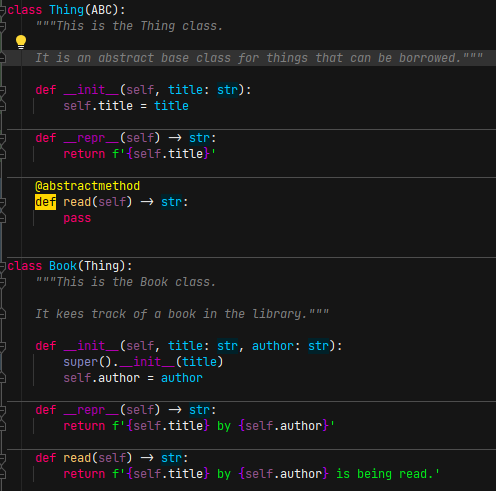 class Thing(ABC):
    """This is the Thing class.

    It is an abstract base class for things that can be borrowed."""

    def __init__(self, title: str):
        self.title = title

    def __repr__(self) -> str:
        return f'{self.title}'

    @abstractmethod
    def read(self) -> str:
        pass


class Book(Thing):
    """This is the Book class.

    It kees track of a book in the library."""

    def __init__(self, title: str, author: str):
        super().__init__(title)
        self.author = author

    def __repr__(self) -> str:
        return f'{self.title} by {self.author}'

    def read(self) -> str:
        return f'{self.title} by {self.author} is being read.'